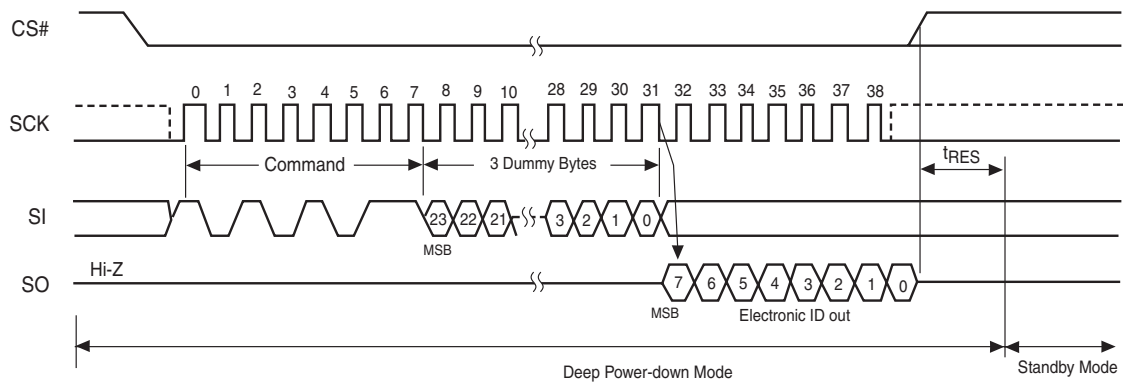 CS#
0 1 2 3 4 5 6 7 8 9 10 28 29 30 31 32 33 34 35 36 37 38
SCK
Command 3 Dummy Bytes tRES
SI 23 22 21 3 2 1 0
MSB
Hi-Z
SO 7 6 5 4 3 2 1 0
MSB Electronic ID out
Deep Power-down Mode Standby Mode